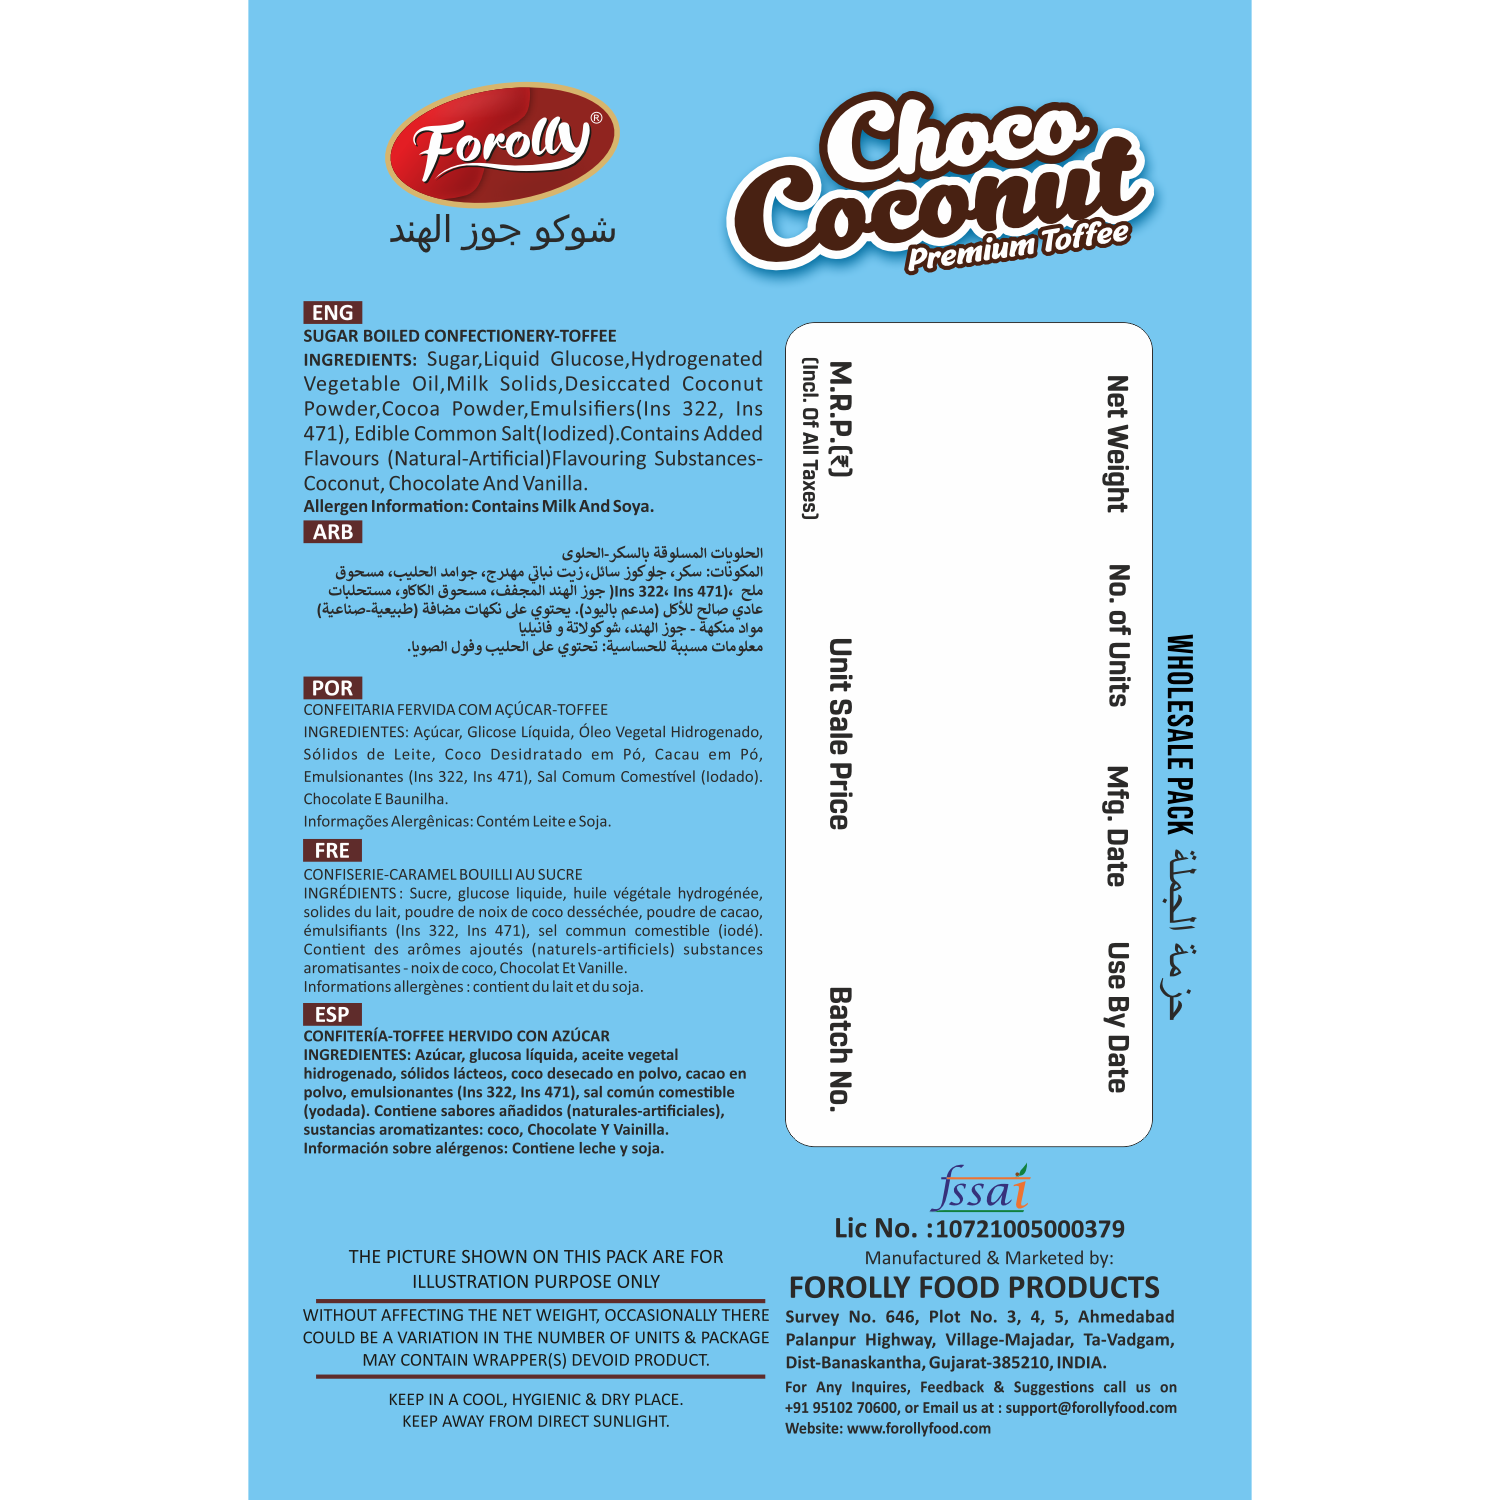 Forolly®
شوكو جوز الهند
Choco
Coconut
Premium Toffee
ENG
SUGAR BOILED CONFECTIONERY-TOFFEE
INGREDIENTS: Sugar,Liquid Glucose,Hydrogenated
Vegetable Oil,Milk Solids,Desiccated Coconut
Powder,Cocoa Powder,Emulsifiers(Ins 322, Ins
471), Edible Common Salt(Iodized).Contains Added
Flavours (Natural-Artificial)Flavouring Substances-
Coconut, Chocolate And Vanilla.
Allergen Information: Contains Milk And Soya.
ARB
الحلويات المسلوقة بالسكر-الحلوى
المكونات: سكر، جلوكوز سائل، زيت نباتي مهدرج، جوامد الحليب، مسحوق
جوز الهند المجفف، مسحوق الكاكاو، مستحلبات )Ins 322، Ins 471)، ملح
عادي صالح للأكل (مدعم باليود). يحتوي على نكهات مضافة (طبيعية-صناعية)
مواد منكهة - جوز الهند، شوكولاتة و فانيليا
معلومات مسببة للحساسية: تحتوي على الحليب وفول الصويا.
POR
CONFEITARIA FERVIDA COM AÇÚCAR-TOFFEE
INGREDIENTES: Açúcar, Glicose Líquida, Óleo Vegetal Hidrogenado,
Sólidos de Leite, Coco Desidratado em Pó, Cacau em Pó,
Emulsionantes (Ins 322, Ins 471), Sal Comum Comestível (Iodado).
Chocolate E Baunilha.
Informações Alergênicas: Contém Leite e Soja.
FRE
CONFISERIE-CARAMEL BOUILLI AU SUCRE
INGRÉDIENTS : Sucre, glucose liquide, huile végétale hydrogénée,
solides du lait, poudre de noix de coco desséchée, poudre de cacao,
émulsifiants (Ins 322, Ins 471), sel commun comestible (iodé).
Contient des arômes ajoutés (naturels-artificiels) substances
aromatisantes - noix de coco, Chocolat Et Vanille.
Informations allergènes : contient du lait et du soja.
ESP
CONFITERÍA-TOFFEE HERVIDO CON AZÚCAR
INGREDIENTES: Azúcar, glucosa líquida, aceite vegetal
hidrogenado, sólidos lácteos, coco desecado en polvo, cacao en
polvo, emulsionantes (Ins 322, Ins 471), sal común comestible
(yodada). Contiene sabores añadidos (naturales-artificiales),
sustancias aromatizantes: coco, Chocolate Y Vainilla.
Información sobre alérgenos: Contiene leche y soja.
THE PICTURE SHOWN ON THIS PACK ARE FOR
ILLUSTRATION PURPOSE ONLY
WITHOUT AFFECTING THE NET WEIGHT, OCCASIONALLY THERE
COULD BE A VARIATION IN THE NUMBER OF UNITS & PACKAGE
MAY CONTAIN WRAPPER(S) DEVOID PRODUCT.
KEEP IN A COOL, HYGIENIC & DRY PLACE.
KEEP AWAY FROM DIRECT SUNLIGHT.
WHOLESALE PACK حزمة الجملة
Net Weight
No. of Units
Mfg. Date
Use By Date
M.R.P.(₹)
(Incl. Of All Taxes)
Unit Sale Price
Batch No.
fssai
Lic No. :10721005000379
Manufactured & Marketed by:
FOROLLY FOOD PRODUCTS
Survey No. 646, Plot No. 3, 4, 5, Ahmedabad
Palanpur Highway, Village-Majadar, Ta-Vadgam,
Dist-Banaskantha, Gujarat-385210, INDIA.
For Any Inquires, Feedback & Suggestions call us on
+91 95102 70600, or Email us at : support@forollyfood.com
Website: www.forollyfood.com